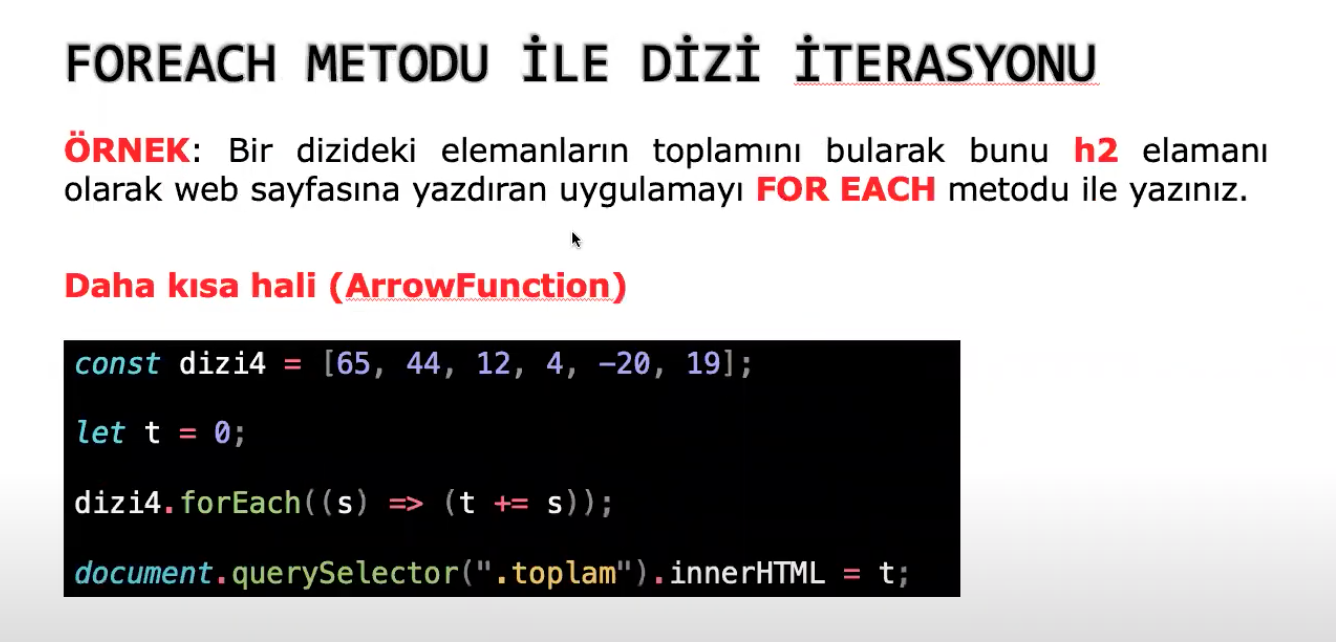 FOREACH METODU İLE DİZİ İTERASYONU
ÖRNEK: Bir dizideki elemanların toplamını bularak bunu h2 elamanı
olarak web sayfasına yazdıran uygulamayı FOR EACH metodu ile yazınız.
Daha kısa hali (ArrowFunction)
const dizi4 = [65, 44, 12, 4, -20, 19];
let t = 0;
dizi4.forEach((s) => (t += s));
document.querySelector(".toplam").innerHTML = t;